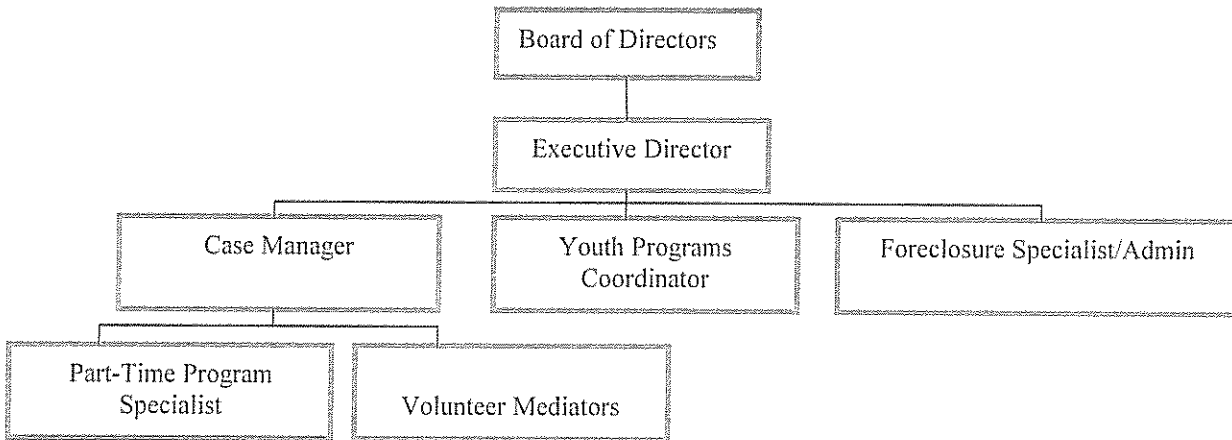 Board of Directors
Executive Director
Case Manager
Youth Programs
Coordinator
Foreclosure Specialist/Admin
Part-Time Program
Specialist
Volunteer Mediators